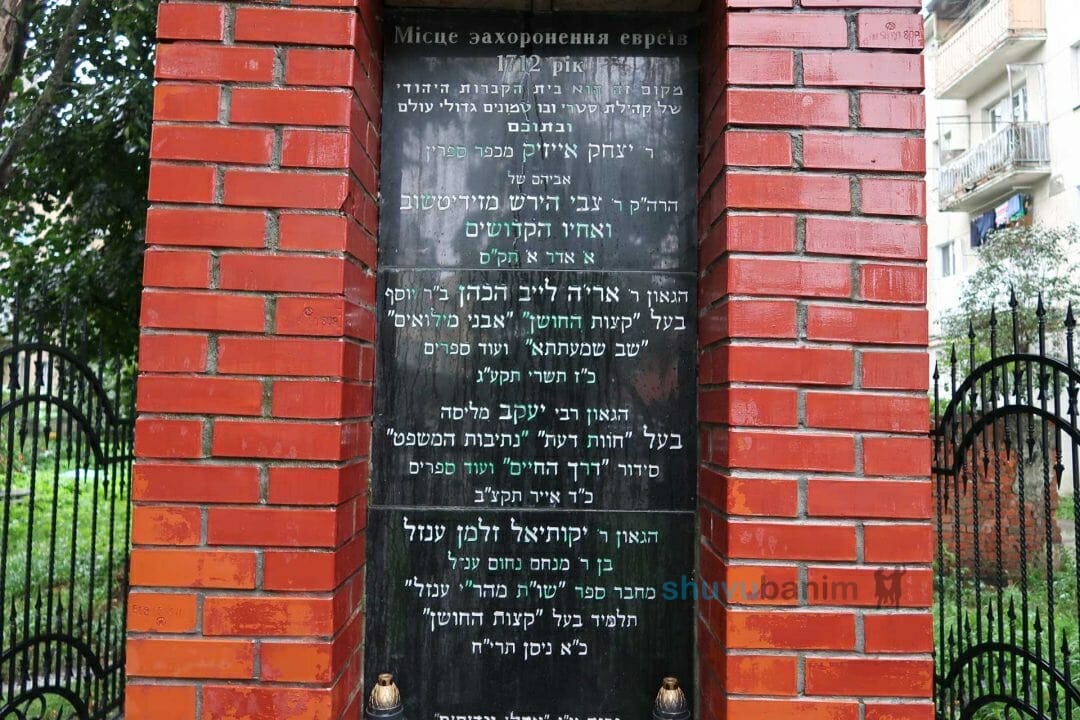 Місце захоронення евреїв
1712 рік
מקום זה הוא בית הקברות היהודי
של קהילת סטרי ובו טמונים גדולי עולם
ובתוכם
ר׳ יצחק אייזיק מכפר ספרין
אביהם של
הרה"ק ר׳ צבי הירש מזידיטשוב
ואחיו הקדושים
א׳ אדר א׳ תק"ס
הגאון ר׳ ארי׳ה לייב הכהן ב"ר יוסף
בעל "קצות החושן" "אבני מילואים"
"שב שמעתתא" ועוד ספרים
כ"ז תשרי תקע"ג
הגאון רבי יעקב מליסה
בעל "חוות דעת" "נתיבות המשפט"
סידור "דרך החיים" ועוד ספרים
כ"ד אייר תקצ"ב
הגאון ר׳ יקותיאל זלמן ענזל
בן ר׳ מנחם נחום ענזיל
מחבר ספר "שו"ת מהר"י ענזל"
תלמיד בעל "קצות החושן"
כ"א ניסן תרי"ח
shuvubanim